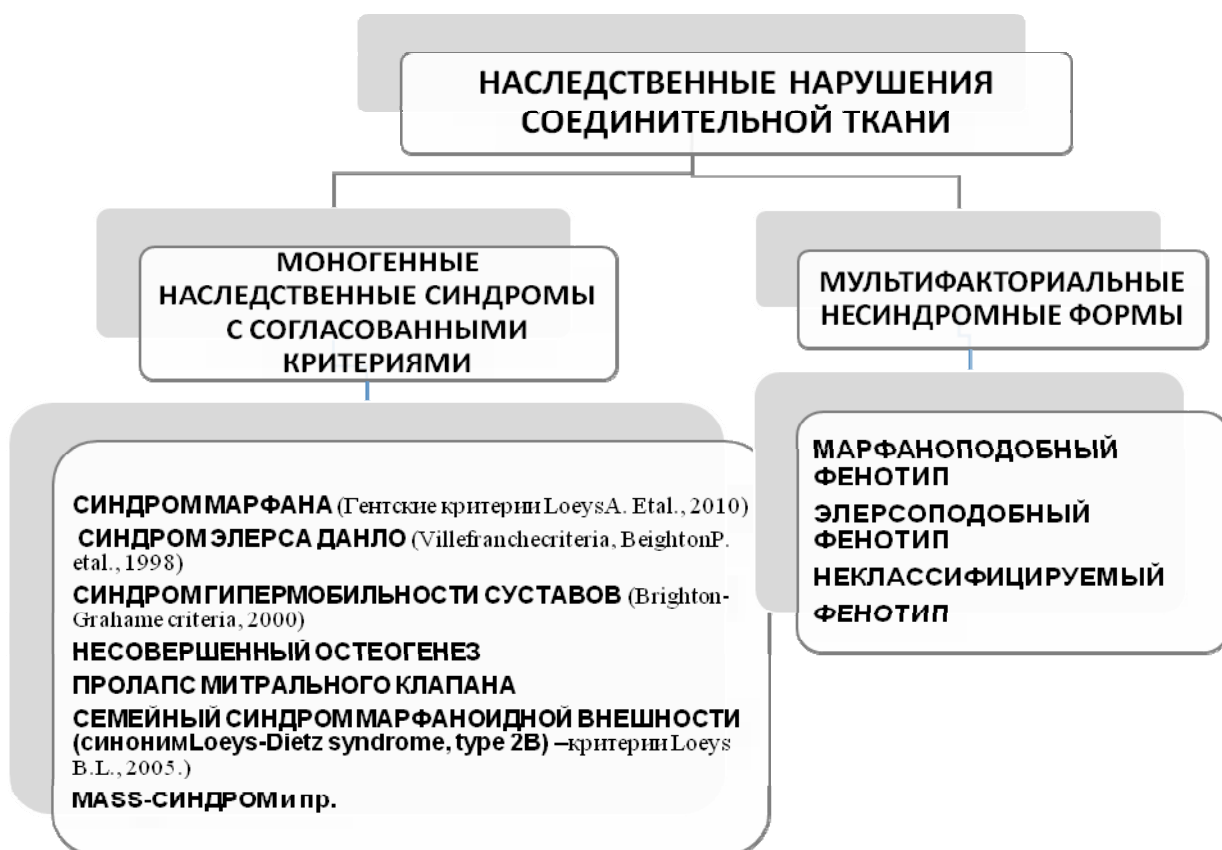 НАСЛЕДСТВЕННЫЕ НАРУШЕНИЯ
СОЕДИНИТЕЛЬНОЙ ТКАНИ
МОНОГЕННЫЕ
НАСЛЕДСТВЕННЫЕ СИНДРОМЫ
С СОГЛАСОВАННЫМИ
КРИТЕРИЯМИ
МУЛЬТИФАКТОРИАЛЬНЫЕ
НЕСИНДРОМНЫЕ ФОРМЫ
СИНДРОМ МАРФАНА (Гентские критерии LoeysA. Etal., 2010)
СИНДРОМ ЭЛЕРСА ДАНЛО (Villefranchecriteria, BeightonP.
etal., 1998)
СИНДРОМ ГИПЕРМОБИЛЬНОСТИ СУСТАВОВ (Brighton-
Grahame criteria, 2000)
НЕСОВЕРШЕННЫЙ ОСТЕОГЕНЕЗ
ПРОЛАПС МИТРАЛЬНОГО КЛАПАНА
СЕМЕЙНЫЙ СИНДРОМ МАРФАНОИДНОЙ ВНЕШНОСТИ
(синоним Loeys-Dietz syndrome, type 2B) –критерии Loeys
B.L., 2005.)
MASS-СИНДРОМ и пр.
МАРФАНОПОДОБНЫЙ
ФЕНОТИП
ЭЛЕРСОПОДОБНЫЙ
ФЕНОТИП
НЕКЛАССИФИЦИРУЕМЫЙ
ФЕНОТИП